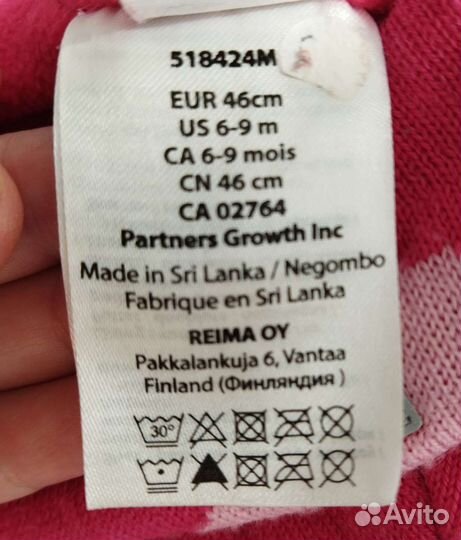 518424M
EUR 46cm
US 6-9 m
CA 6-9 mois
CN 46 cm
CA 02764
Partners Growth Inc
Made in Sri Lanka / Negombo
Fabrique en Sri Lanka
REIMA OY
Pakkalankuja 6, Vantaa
Finland (Финляндия )
30°
Avito